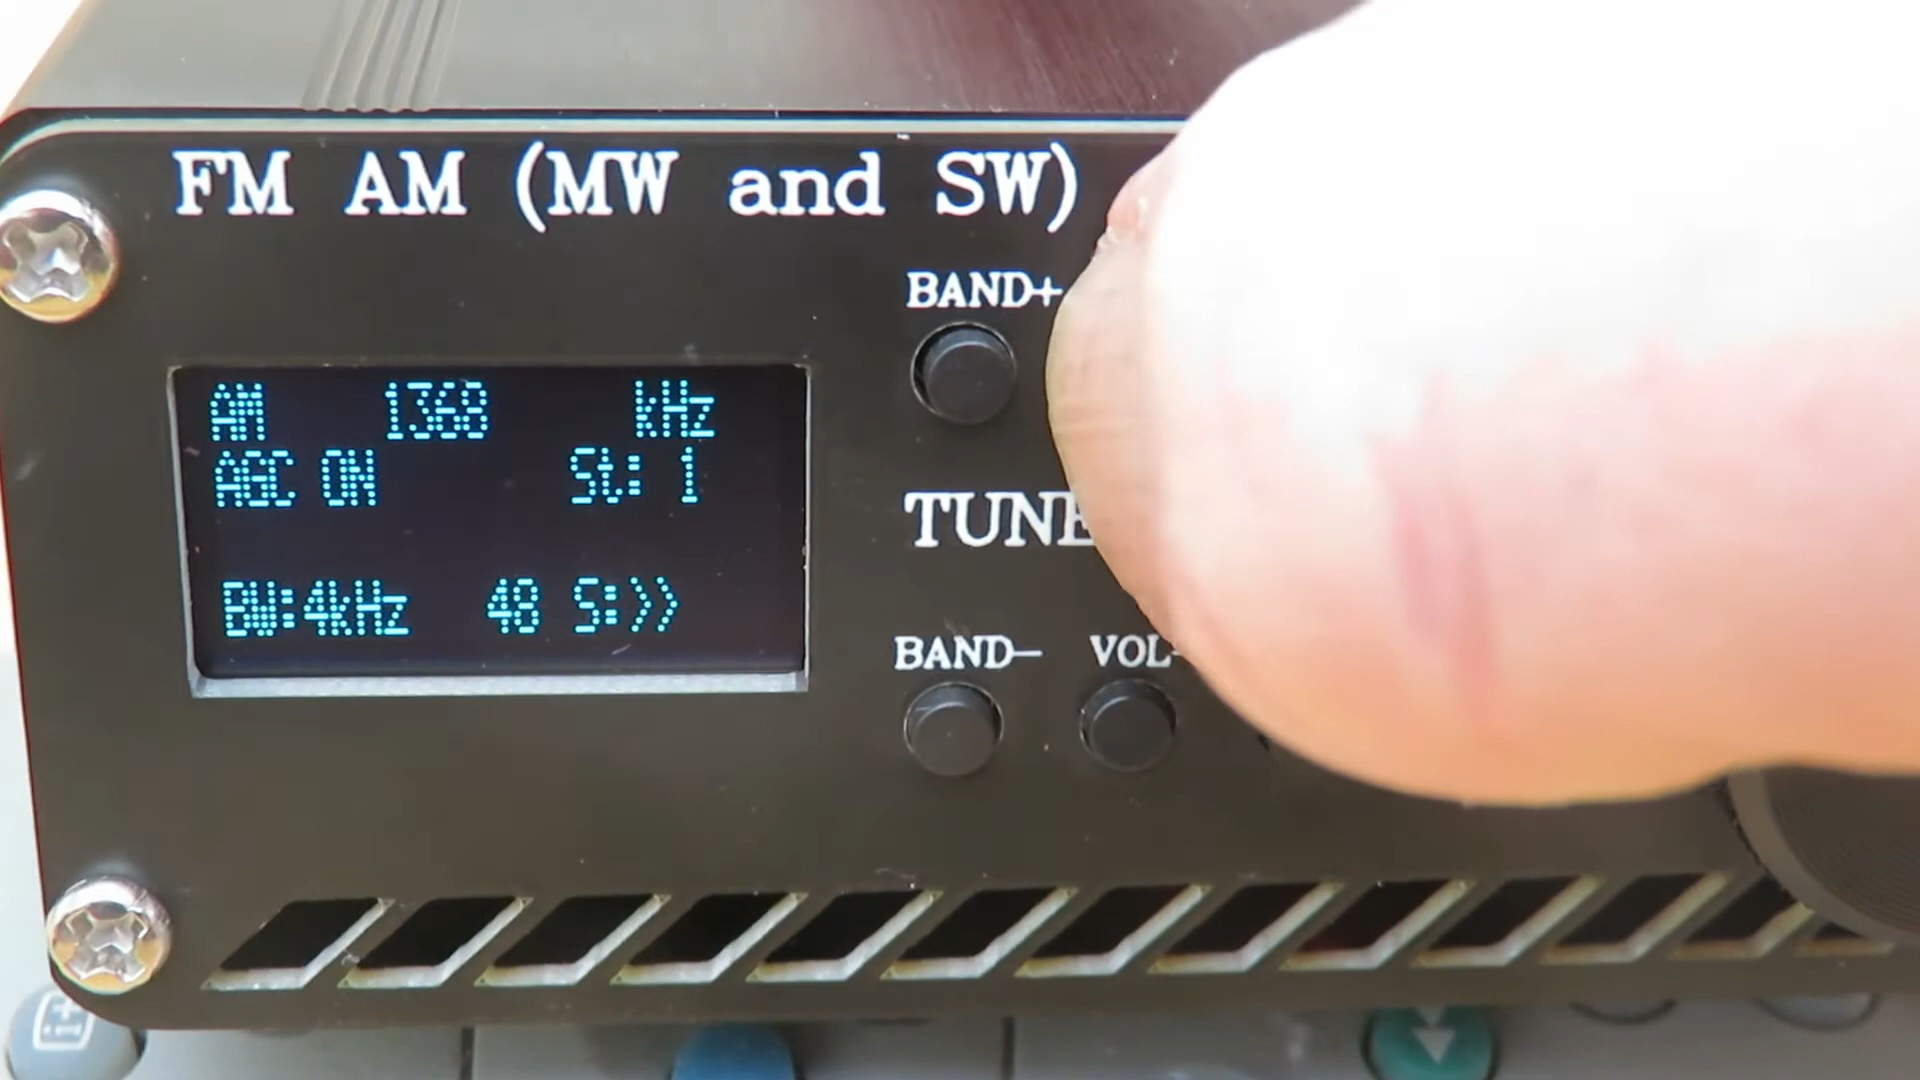 FM AM (MW and SW)
BAND+
AM 1368 kHz
AGC ON St: 1
TUNE
BW:4kHz 48 S:>>
BAND− VOL−